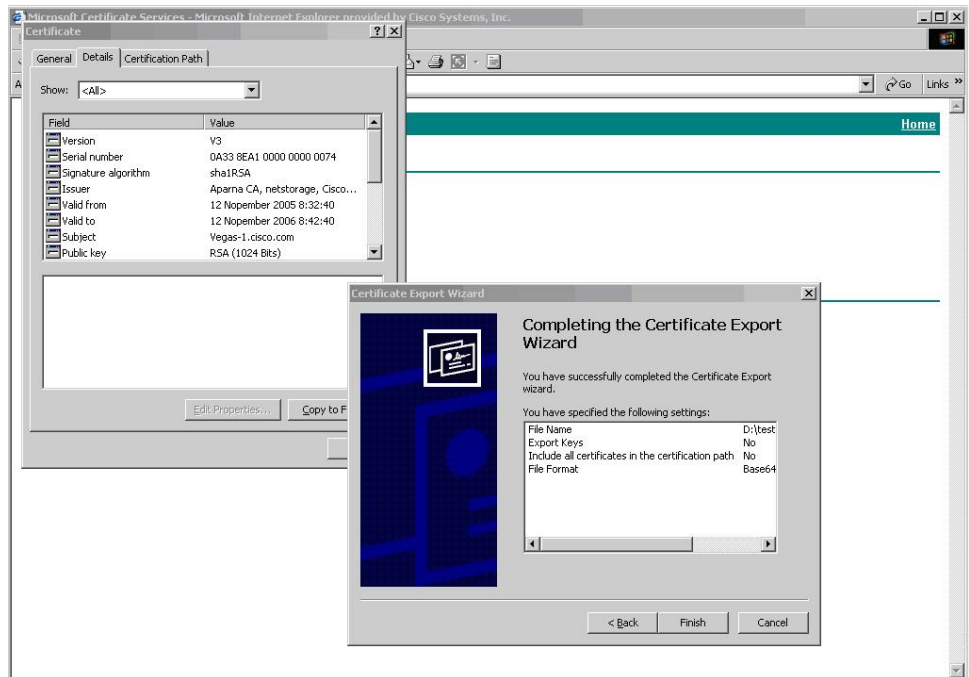 Microsoft Certificate Services - Microsoft Internet Explorer provided by Cisco Systems, Inc.
Certificate
General Details Certification Path
Show: <All>
Field Value
Version V3
Serial number 0A33 8EA1 0000 0000 0074
Signature algorithm sha1RSA
Issuer Aparna CA, netstorage, Cisco...
Valid from 12 Nopember 2005 8:32:40
Valid to 12 Nopember 2006 8:42:40
Subject Vegas-1.cisco.com
Public key RSA (1024 Bits)
Edit Properties... Copy to F
Go Links »
Home
Certificate Export Wizard
Completing the Certificate Export
Wizard
You have successfully completed the Certificate Export
wizard.
You have specified the following settings:
File Name D:\test
Export Keys No
Include all certificates in the certification path No
File Format Base64
< Back Finish Cancel